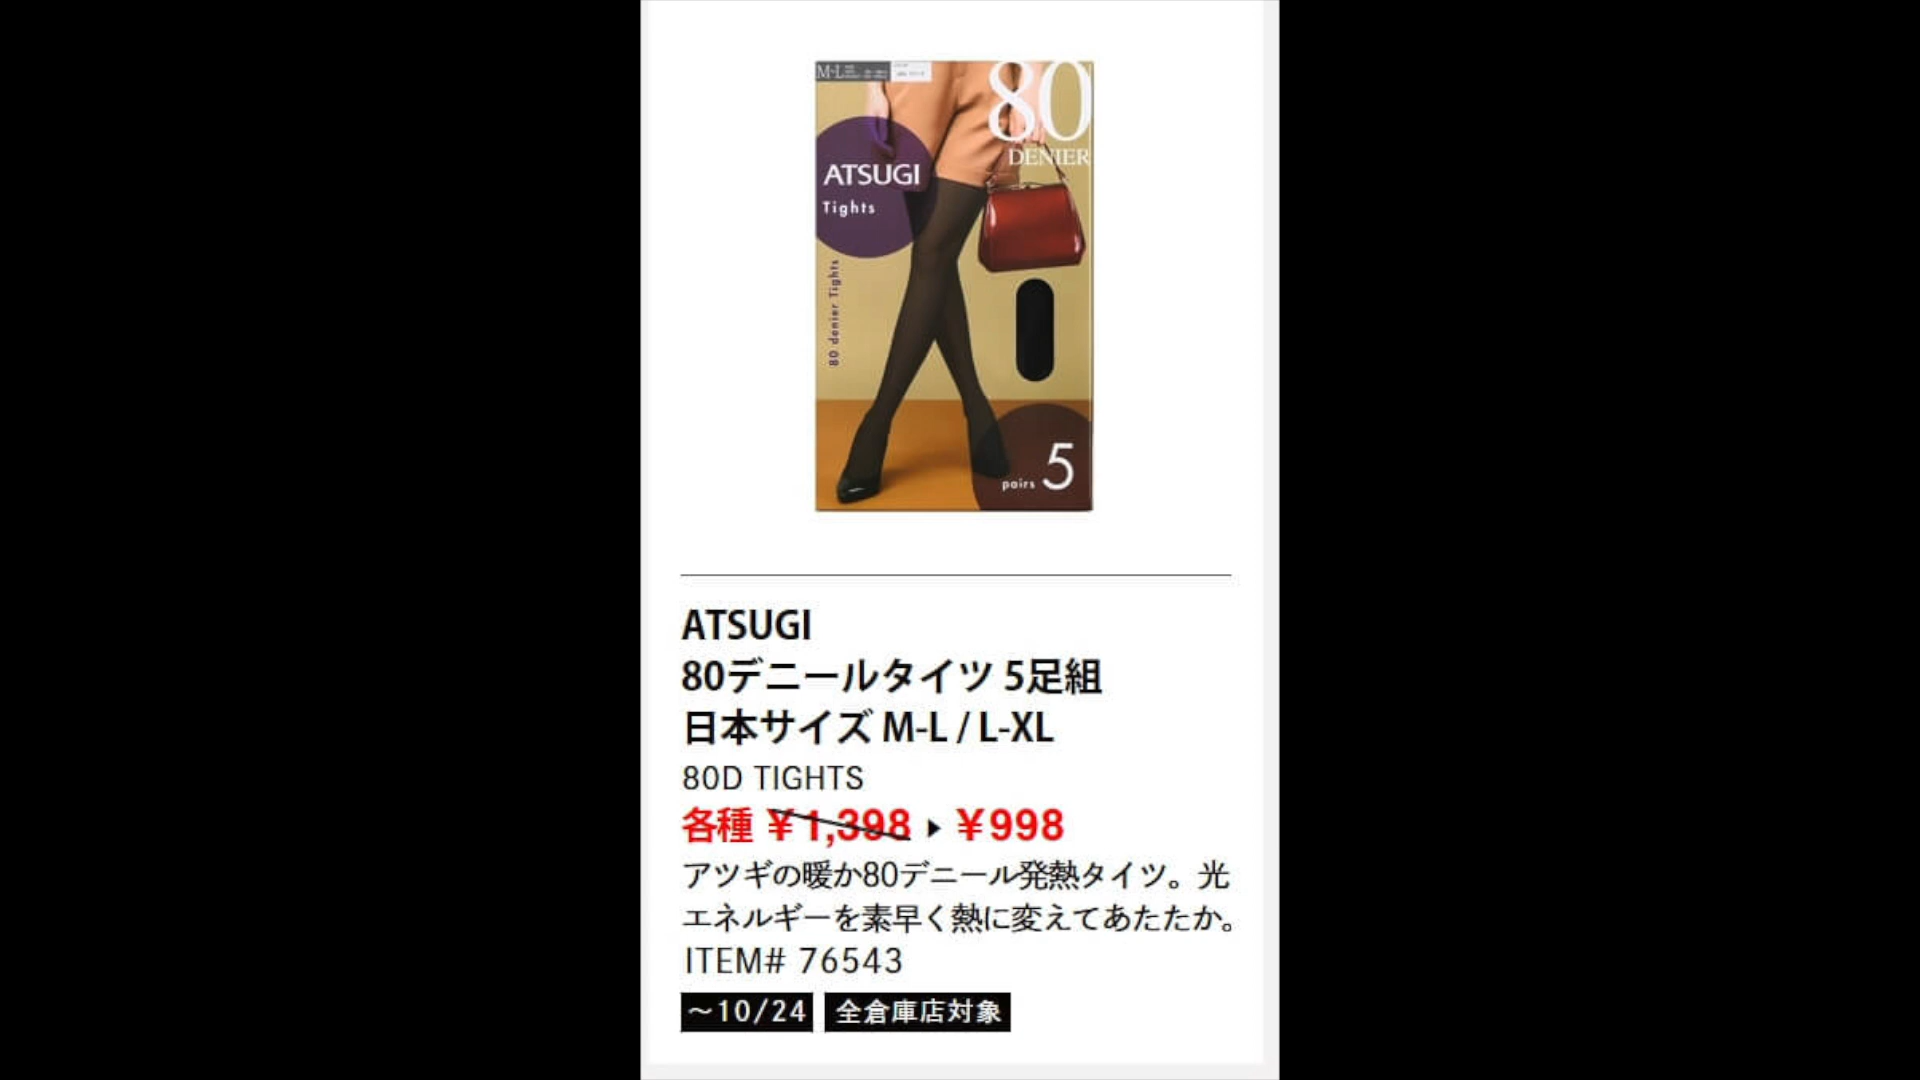 M-L
80
DENIER
ATSUGI
Tights
80 denier Tights
pairs 5
ATSUGI
80デニールタイツ 5足組
日本サイズ M-L / L-XL
80D TIGHTS
各種 ¥1,398 ▶ ¥998
アツギの暖か80デニール発熱タイツ。光
エネルギーを素早く熱に変えてあたたか。
ITEM# 76543
～10/24 全倉庫店対象